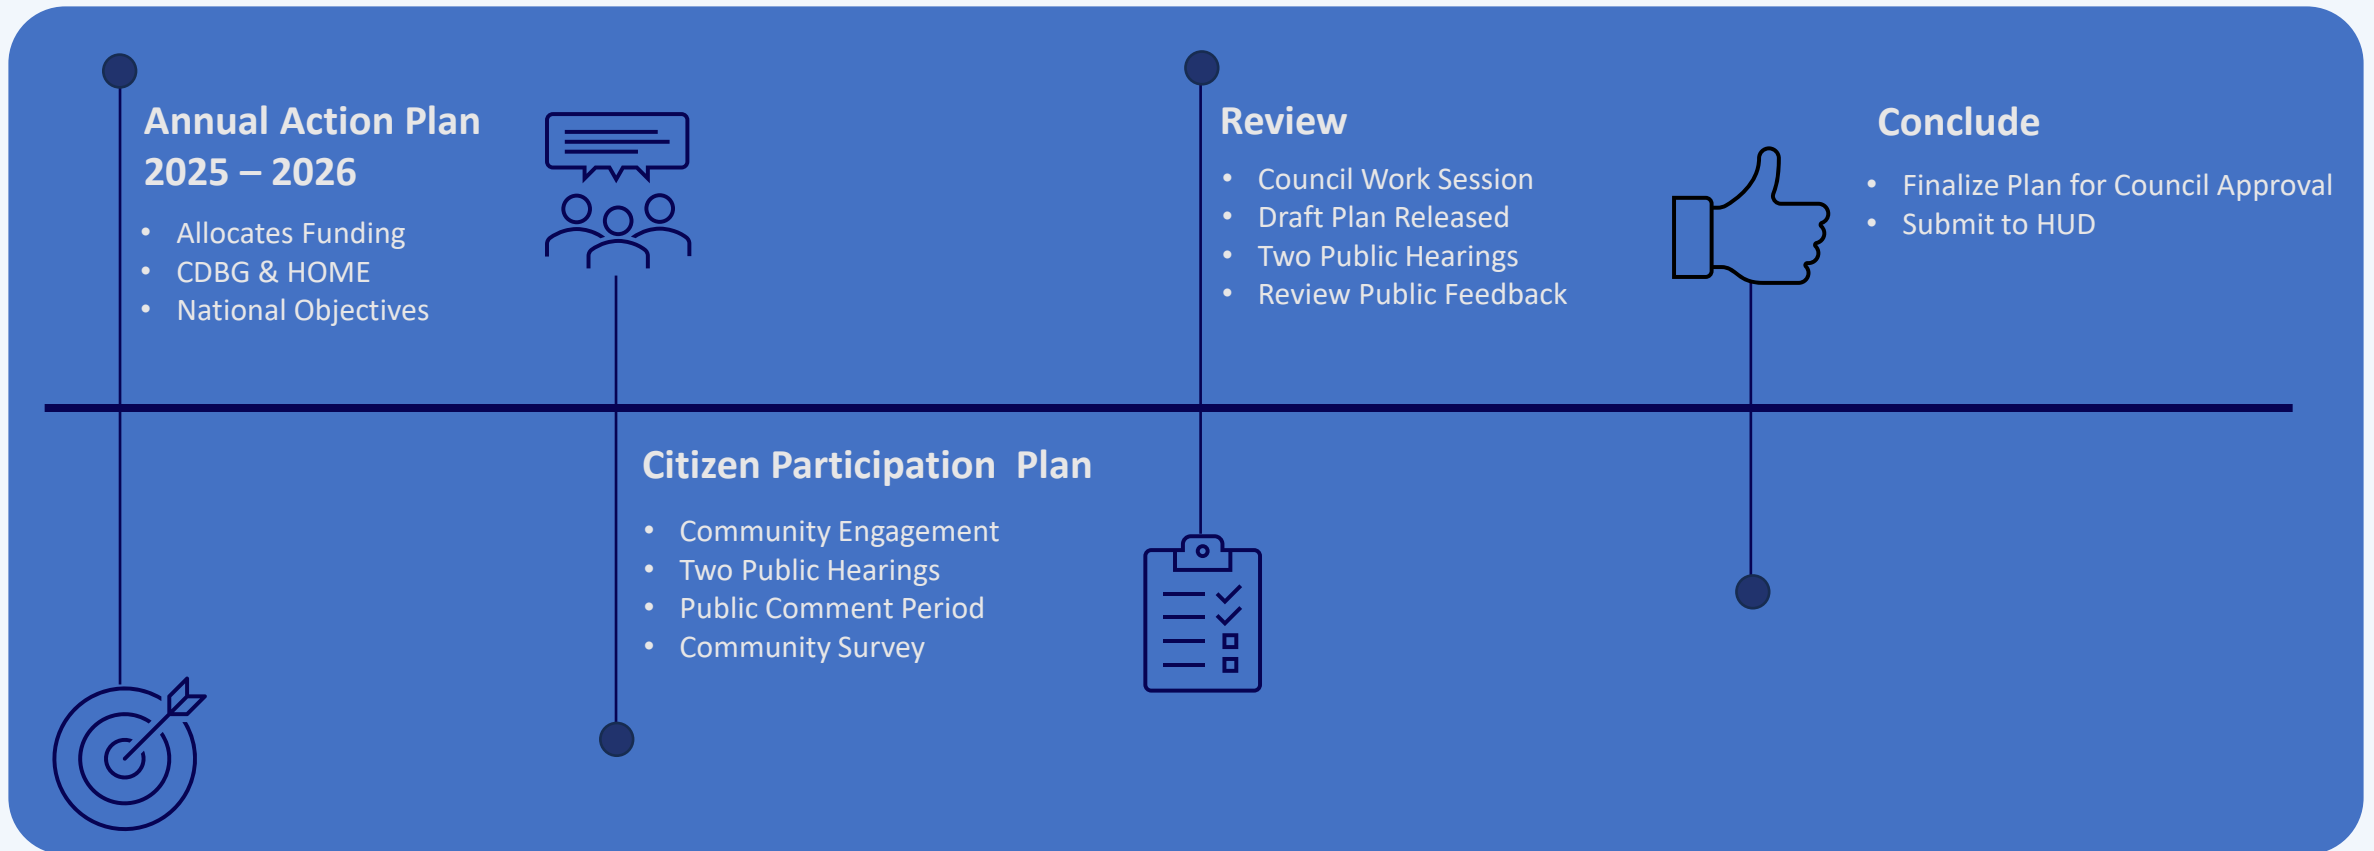 Annual Action Plan
2025 – 2026
• Allocates Funding
• CDBG & HOME
• National Objectives
Citizen Participation  Plan
• Community Engagement
• Two Public Hearings
• Public Comment Period
• Community Survey
Review
• Council Work Session
• Draft Plan Released
• Two Public Hearings
• Review Public Feedback
Conclude
• Finalize Plan for Council Approval
• Submit to HUD